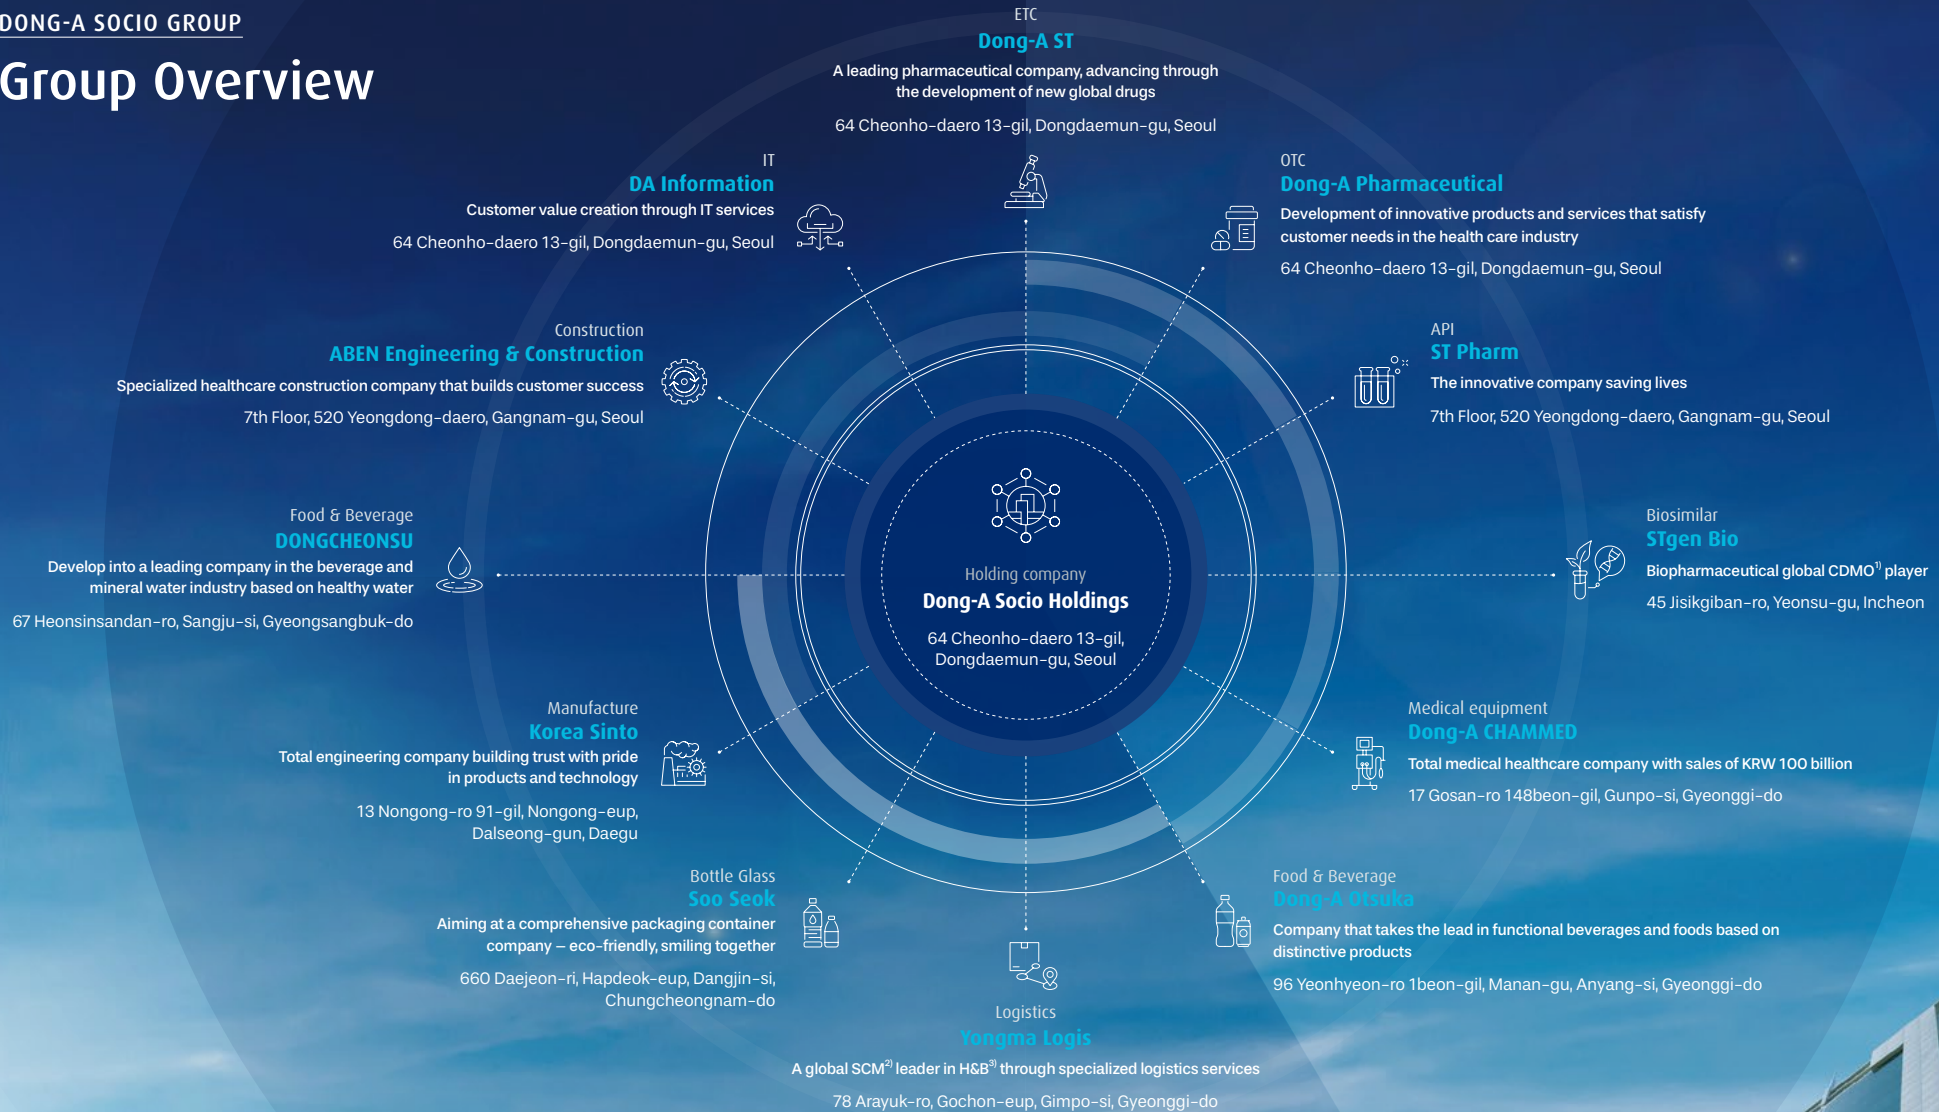 DONG-A SOCIO GROUP
Group Overview
ETC
Dong-A ST
A leading pharmaceutical company, advancing through
the development of new global drugs
64 Cheonho-daero 13-gil, Dongdaemun-gu, Seoul
OTC
Dong-A Pharmaceutical
Development of innovative products and services that satisfy
customer needs in the health care industry
64 Cheonho-daero 13-gil, Dongdaemun-gu, Seoul
API
ST Pharm
The innovative company saving lives
7th Floor, 520 Yeongdong-daero, Gangnam-gu, Seoul
Biosimilar
STgen Bio
Biopharmaceutical global CDMO1) player
45 Jisikgiban-ro, Yeonsu-gu, Incheon
Medical equipment
Dong-A CHAMMED
Total medical healthcare company with sales of KRW 100 billion
17 Gosan-ro 148beon-gil, Gunpo-si, Gyeonggi-do
Food & Beverage
Dong-A Otsuka
Company that takes the lead in functional beverages and foods based on
distinctive products
96 Yeonhyeon-ro 1beon-gil, Manan-gu, Anyang-si, Gyeonggi-do
Logistics
Yongma Logis
A global SCM2) leader in H&B3) through specialized logistics services
78 Arayuk-ro, Gochon-eup, Gimpo-si, Gyeonggi-do
Bottle Glass
Soo Seok
Aiming at a comprehensive packaging container
company – eco-friendly, smiling together
660 Daejeon-ri, Hapdeok-eup, Dangjin-si,
Chungcheongnam-do
Manufacture
Korea Sinto
Total engineering company building trust with pride
in products and technology
13 Nongong-ro 91-gil, Nongong-eup,
Dalseong-gun, Daegu
Food & Beverage
DONGCHEONSU
Develop into a leading company in the beverage and
mineral water industry based on healthy water
67 Heonsinsandan-ro, Sangju-si, Gyeongsangbuk-do
Construction
ABEN Engineering & Construction
Specialized healthcare construction company that builds customer success
7th Floor, 520 Yeongdong-daero, Gangnam-gu, Seoul
IT
DA Information
Customer value creation through IT services
64 Cheonho-daero 13-gil, Dongdaemun-gu, Seoul
Holding company
Dong-A Socio Holdings
64 Cheonho-daero 13-gil,
Dongdaemun-gu, Seoul